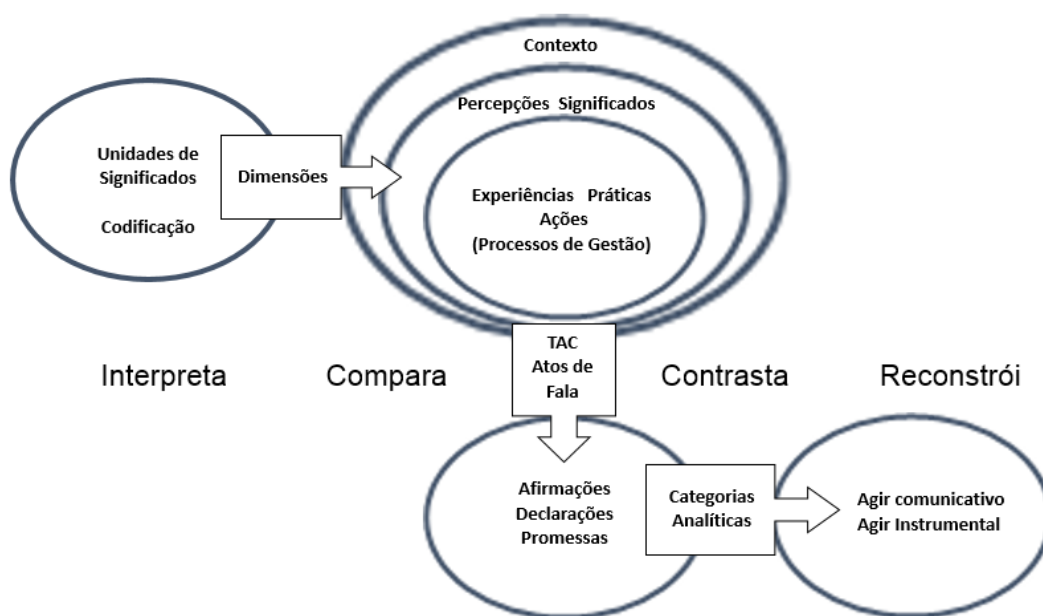 Contexto
Percepções Significados
Unidades de
Significados
Codificação
Dimensões
Experiências Práticas
Ações
(Processos de Gestão)
TAC
Atos de
Fala
Interpreta
Compara
Contrasta
Reconstrói
Afirmações
Declarações
Promessas
Categorias
Analíticas
Agir comunicativo
Agir Instrumental